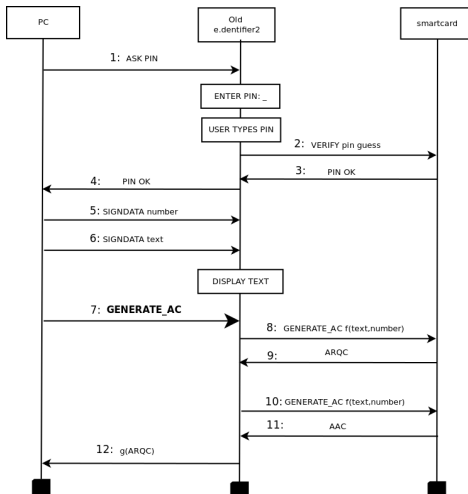 PC
Old
e.dentifier2
smartcard
1: ASK PIN
ENTER PIN: _
USER TYPES PIN
2: VERIFY pin guess
3: PIN OK
4: PIN OK
5: SIGNDATA number
6: SIGNDATA text
DISPLAY TEXT
7: GENERATE_AC
8: GENERATE_AC f(text,number)
9: ARQC
10: GENERATE_AC f(text,number)
11: AAC
12: g(ARQC)